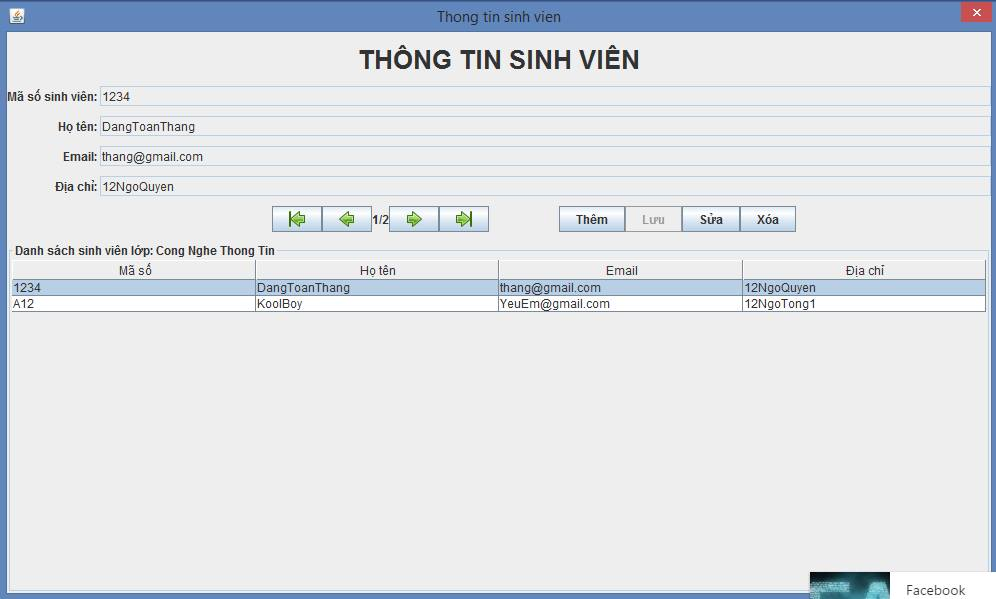 Thong tin sinh vien
THÔNG TIN SINH VIÊN
Mã số sinh viên: 1234
Họ tên: DangToanThang
Email: thang@gmail.com
Địa chỉ: 12NgoQuyen
1/2 Thêm Lưu Sửa Xóa
Danh sách sinh viên lớp: Cong Nghe Thong Tin
Mã số Họ tên Email Địa chỉ
1234 DangToanThang thang@gmail.com 12NgoQuyen
A12 KoolBoy YeuEm@gmail.com 12NgoTong1
Facebook